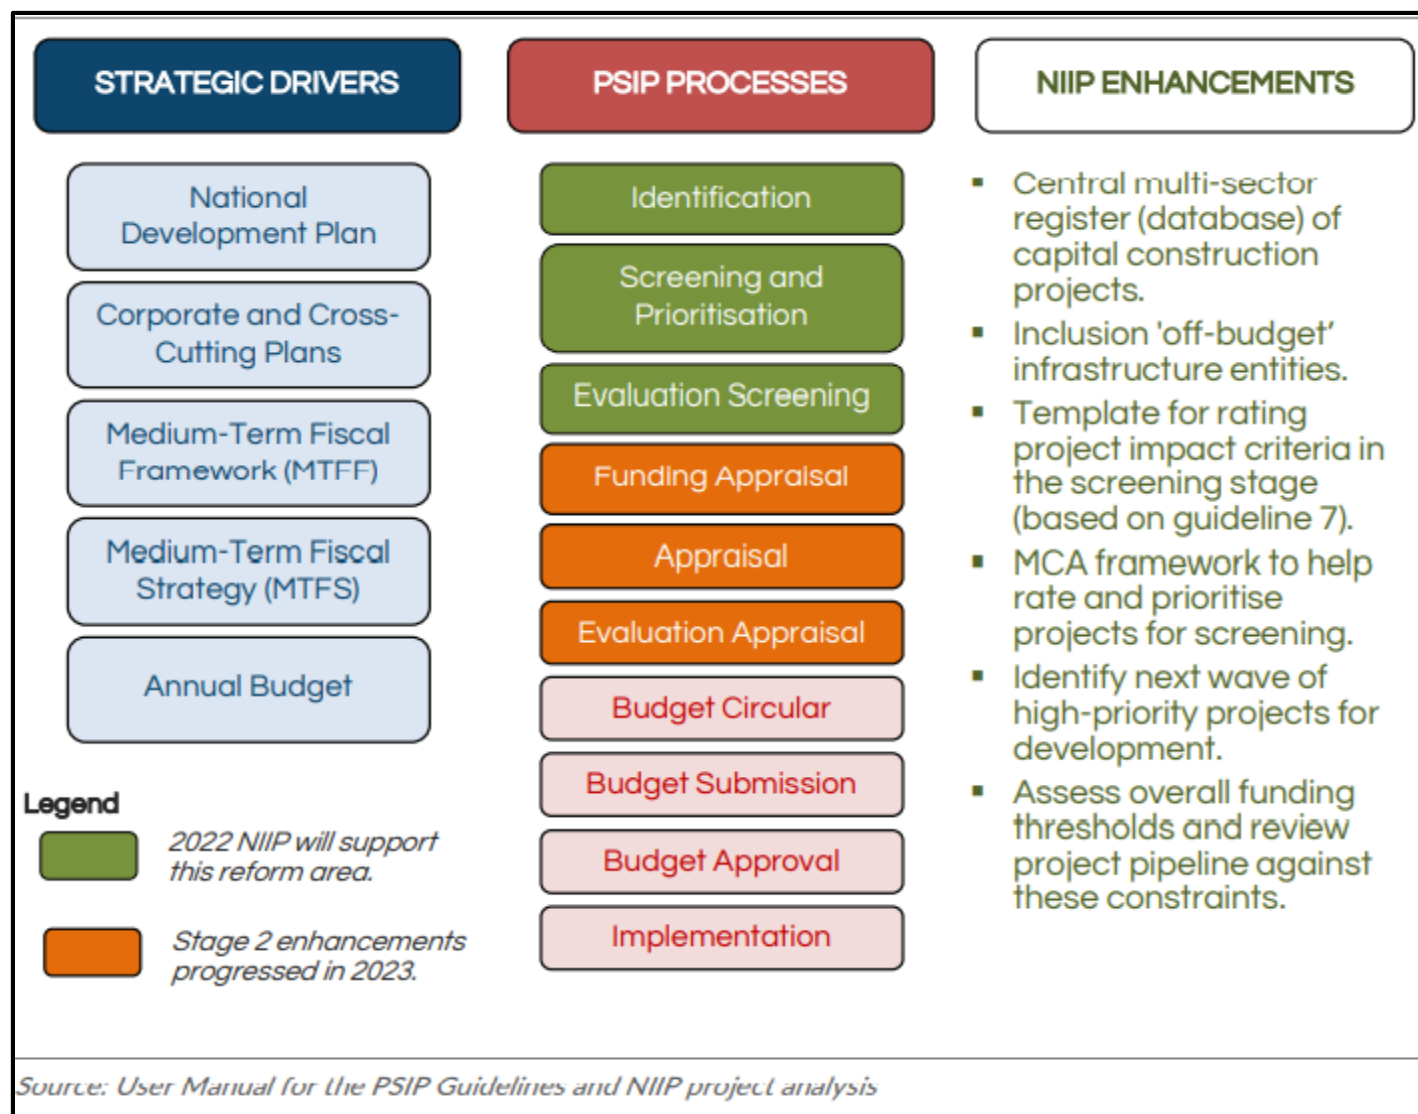 STRATEGIC DRIVERS
National
Development Plan
Corporate and Cross-
Cutting Plans
Medium-Term Fiscal
Framework (MTFF)
Medium-Term Fiscal
Strategy (MTFS)
Annual Budget
Legend
2022 NIIP will support
this reform area.
Stage 2 enhancements
progressed in 2023.
PSIP PROCESSES
Identification
Screening and
Prioritisation
Evaluation Screening
Funding Appraisal
Appraisal
Evaluation Appraisal
Budget Circular
Budget Submission
Budget Approval
Implementation
NIIP ENHANCEMENTS
▪ Central multi-sector
register (database) of
capital construction
projects.
▪ Inclusion 'off-budget’
infrastructure entities.
▪ Template for rating
project impact criteria in
the screening stage
(based on guideline 7).
▪ MCA framework to help
rate and prioritise
projects for screening.
▪ Identify next wave of
high-priority projects for
development.
▪ Assess overall funding
thresholds and review
project pipeline against
these constraints.
Source: User Manual for the PSIP Guidelines and NIIP project analysis